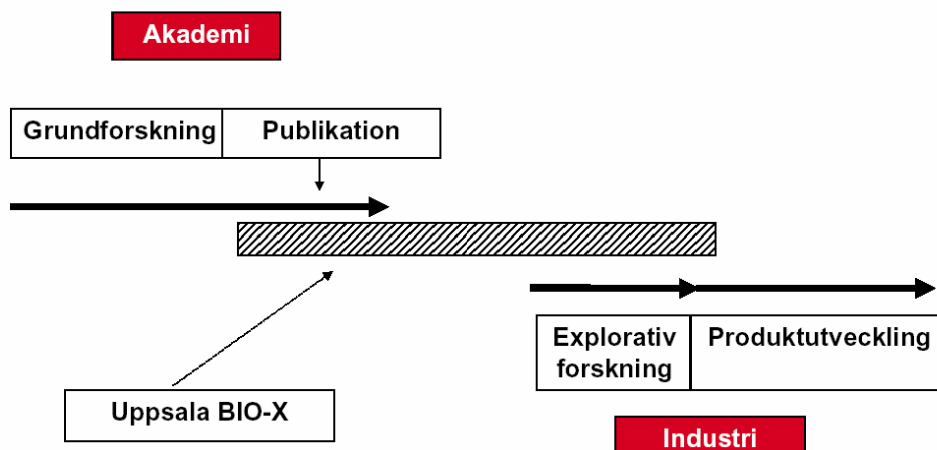 Akademi
Grundforskning
Publikation
Explorativ
forskning
Produktutveckling
Uppsala BIO-X
Industri